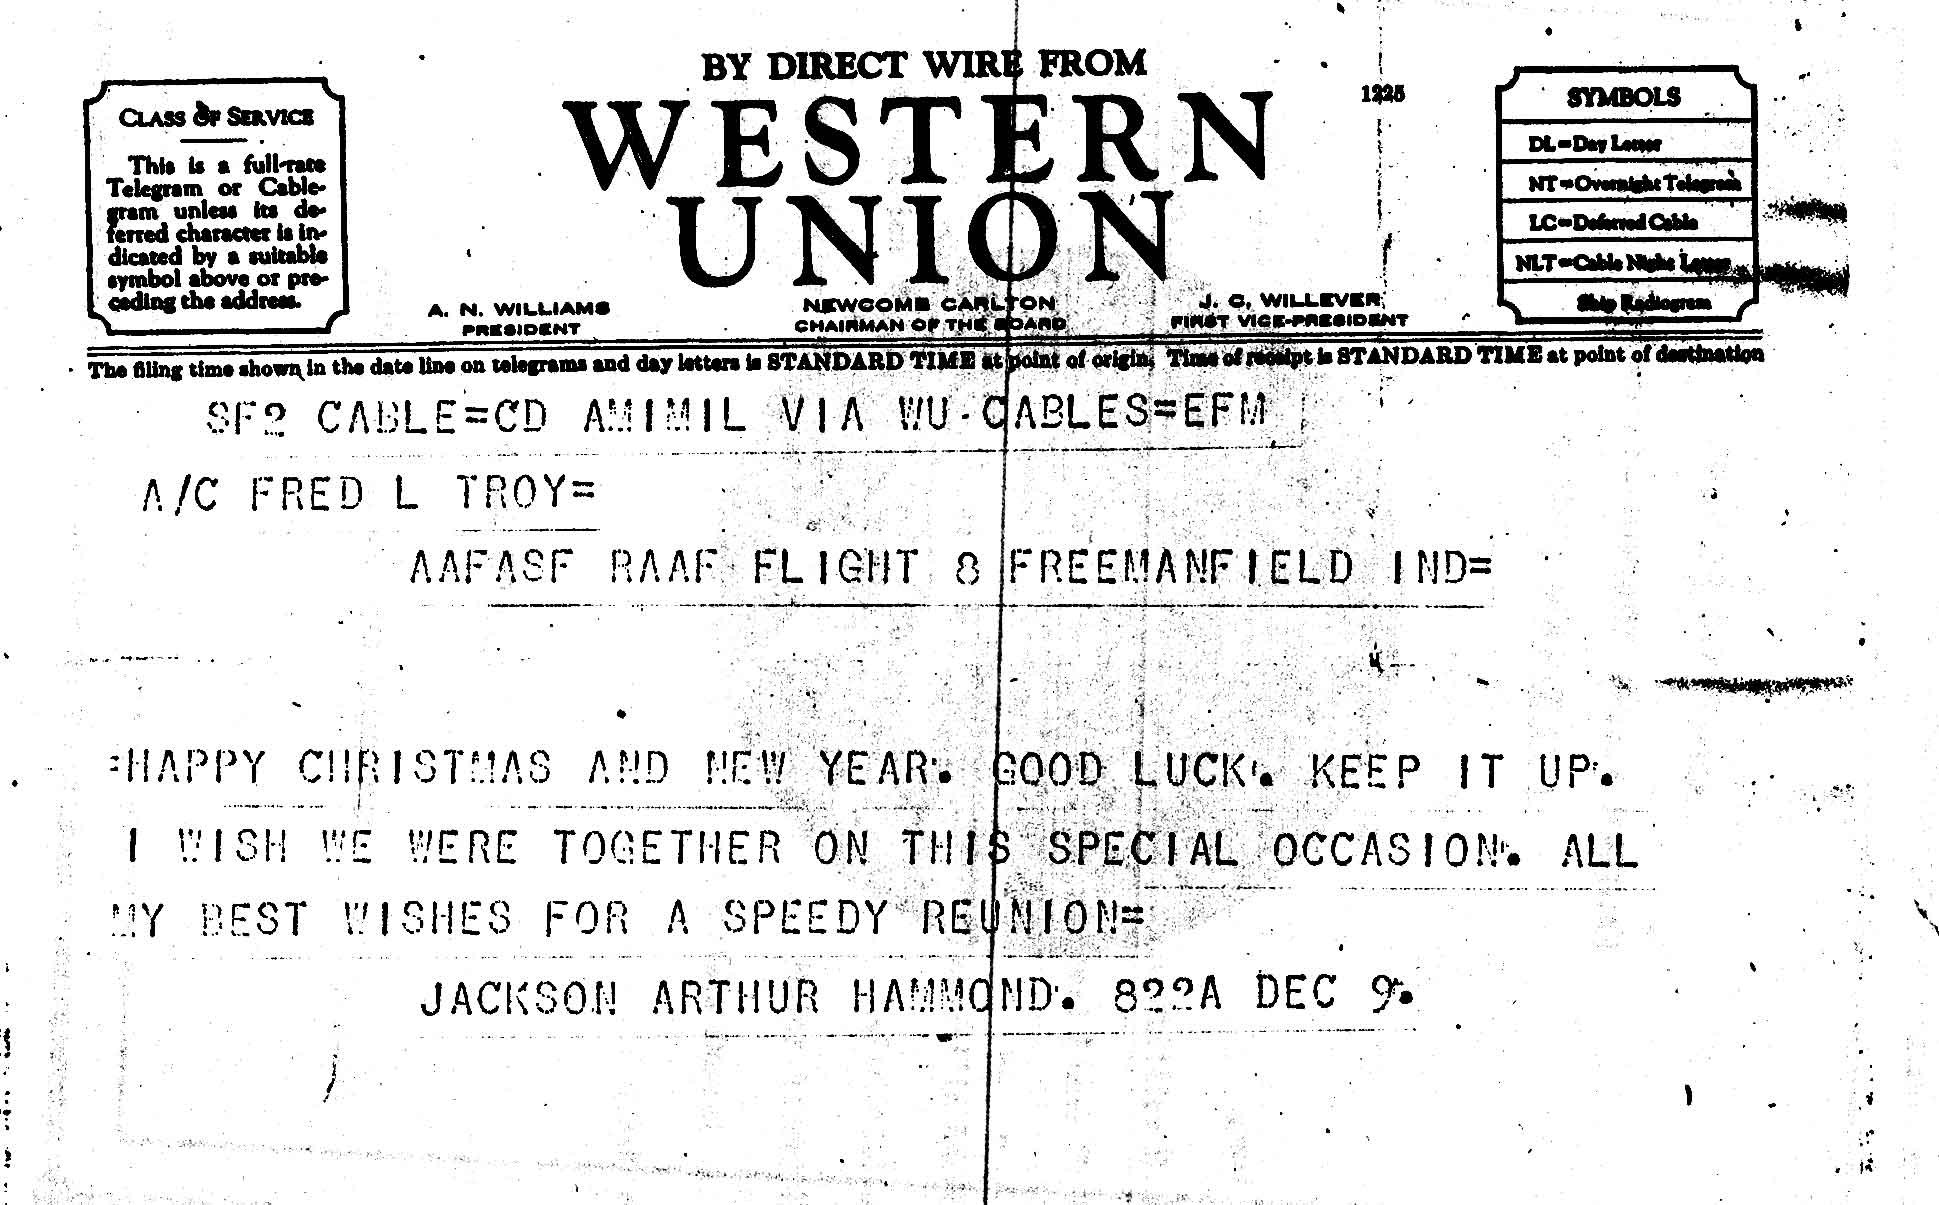 BY DIRECT WIRE FROM
WESTERN
UNION
1225
CLASS OF SERVICE
This is a full-rate
Telegram or Cable-
gram unless its de-
ferred character is in-
dicated by a suitable
symbol above or pre-
ceding the address.
SYMBOLS
DL=Day Letter
NT=Overnight Telegram
LC=Deferred Cable
NLT=Cable Night Letter
Ship Radiogram
A. N. WILLIAMS
PRESIDENT
NEWCOMB CARLTON
CHAIRMAN OF THE BOARD
J. C. WILLEVER
FIRST VICE-PRESIDENT
The filing time shown in the date line on telegrams and day letters is STANDARD TIME at point of origin. Time of receipt is STANDARD TIME at point of destination
SF2 CABLE=CD AMIMIL VIA WU-CABLES=EFM
A/C FRED L TROY=
AAFASF RAAF FLIGHT 8 FREEMANFIELD IND=
=HAPPY CHRISTMAS AND NEW YEAR. GOOD LUCK. KEEP IT UP.
I WISH WE WERE TOGETHER ON THIS SPECIAL OCCASION. ALL
MY BEST WISHES FOR A SPEEDY REUNION=
JACKSON ARTHUR HAMMOND. 822A DEC 9.